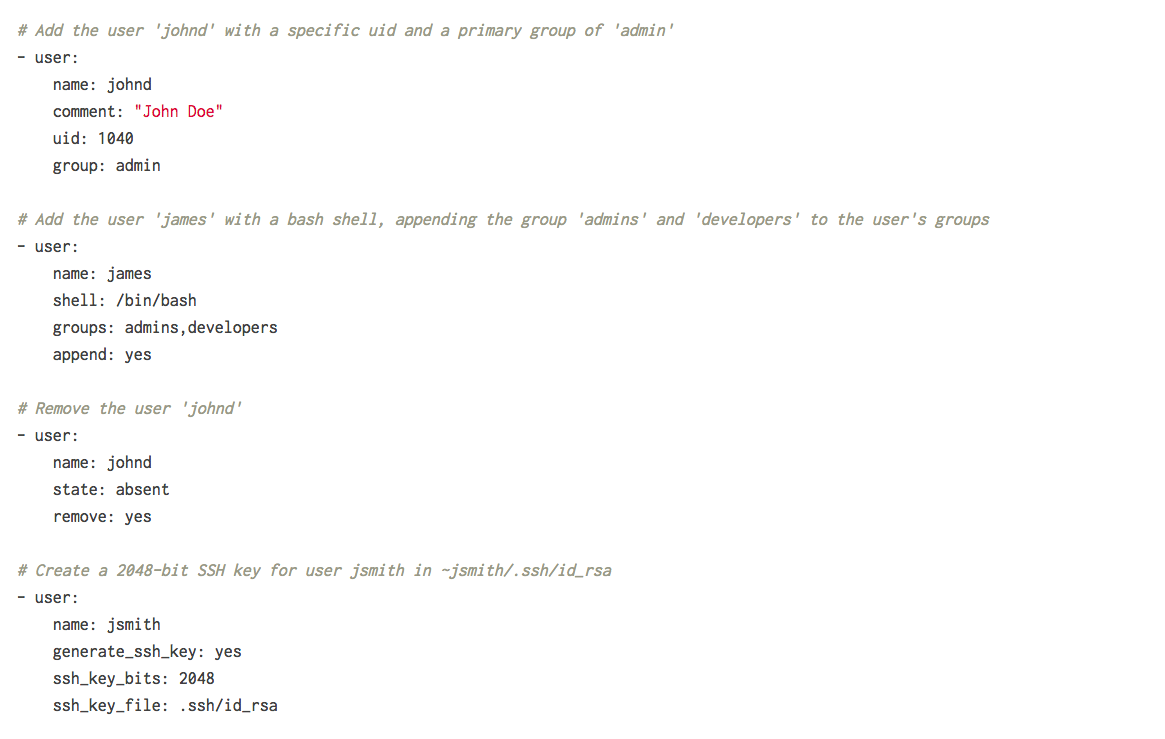 # Add the user 'johnd' with a specific uid and a primary group of 'admin'
- user:
    name: johnd
    comment: "John Doe"
    uid: 1040
    group: admin

# Add the user 'james' with a bash shell, appending the group 'admins' and 'developers' to the user's groups
- user:
    name: james
    shell: /bin/bash
    groups: admins,developers
    append: yes

# Remove the user 'johnd'
- user:
    name: johnd
    state: absent
    remove: yes

# Create a 2048-bit SSH key for user jsmith in ~jsmith/.ssh/id_rsa
- user:
    name: jsmith
    generate_ssh_key: yes
    ssh_key_bits: 2048
    ssh_key_file: .ssh/id_rsa